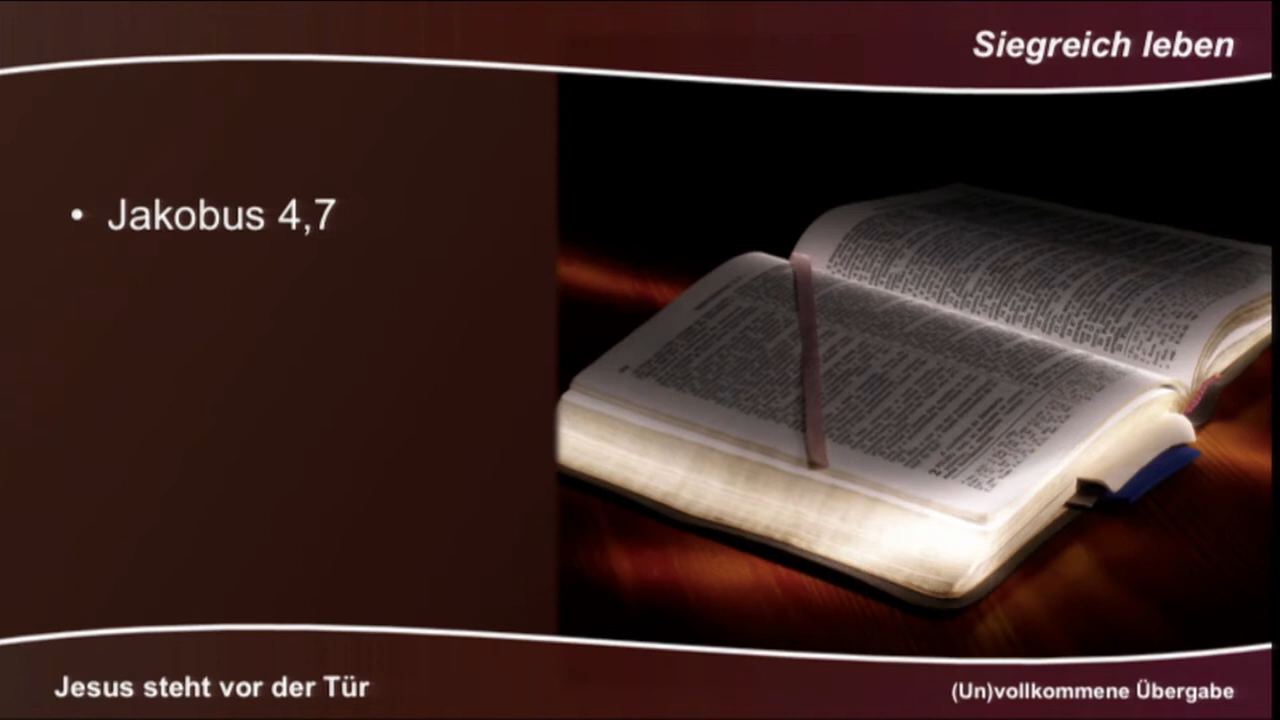 Siegreich leben
• Jakobus 4,7
Jesus steht vor der Tür
(Un)vollkommene Übergabe